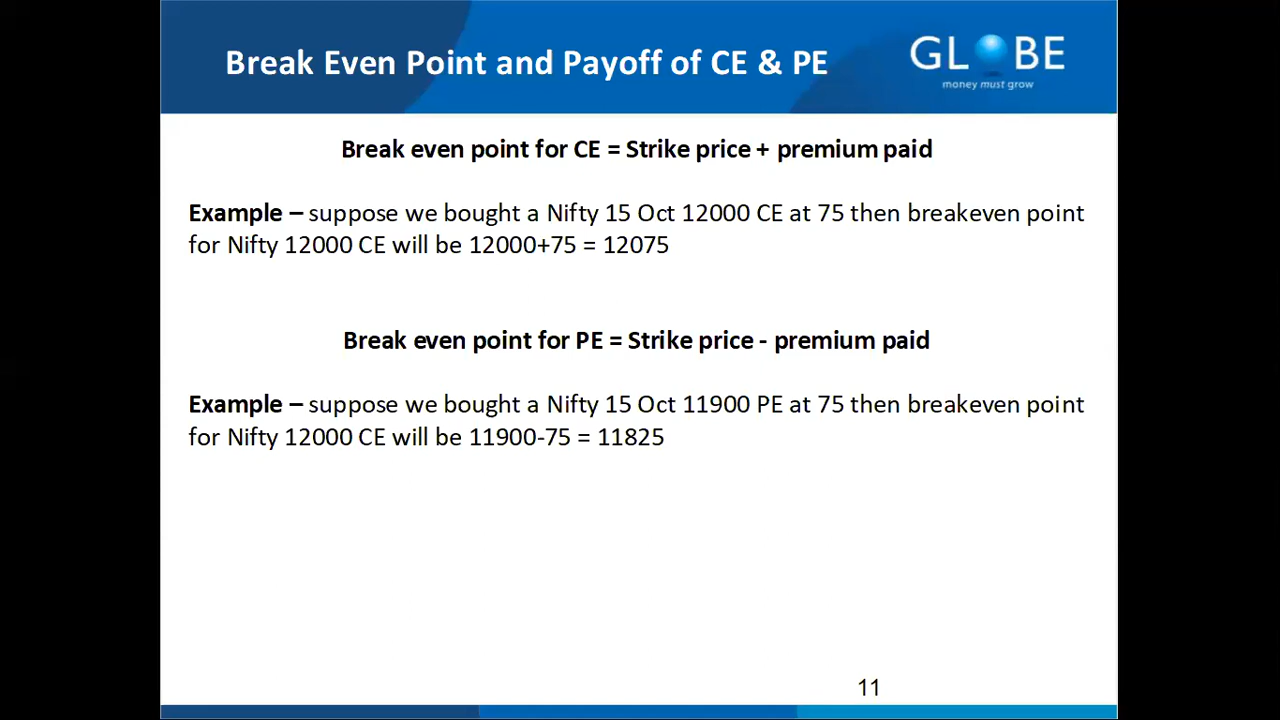 Break Even Point and Payoff of CE & PE
GLOBE
money must grow
Break even point for CE = Strike price + premium paid
Example – suppose we bought a Nifty 15 Oct 12000 CE at 75 then breakeven point
for Nifty 12000 CE will be 12000+75 = 12075
Break even point for PE = Strike price - premium paid
Example – suppose we bought a Nifty 15 Oct 11900 PE at 75 then breakeven point
for Nifty 12000 CE will be 11900-75 = 11825
11